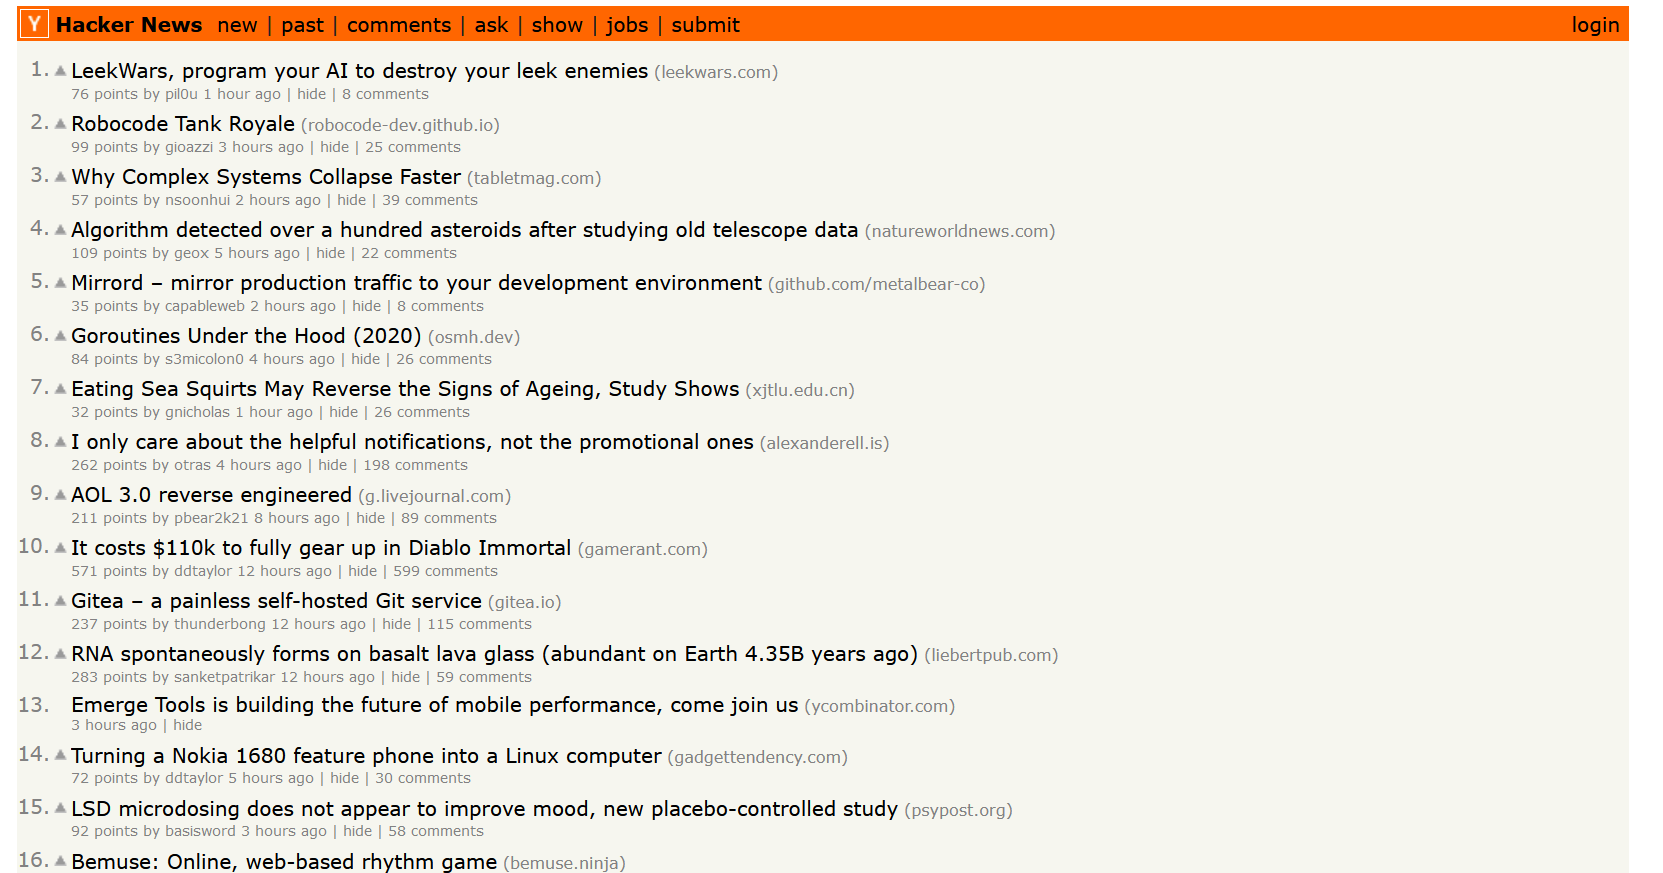 Y Hacker News new | past | comments | ask | show | jobs | submit login
1. LeekWars, program your AI to destroy your leek enemies (leekwars.com)
76 points by pil0u 1 hour ago | hide | 8 comments
2. Robocode Tank Royale (robocode-dev.github.io)
99 points by gioazzi 3 hours ago | hide | 25 comments
3. Why Complex Systems Collapse Faster (tabletmag.com)
57 points by nsoonhui 2 hours ago | hide | 39 comments
4. Algorithm detected over a hundred asteroids after studying old telescope data (natureworldnews.com)
109 points by geox 5 hours ago | hide | 22 comments
5. Mirrord – mirror production traffic to your development environment (github.com/metalbear-co)
35 points by capableweb 2 hours ago | hide | 8 comments
6. Goroutines Under the Hood (2020) (osmh.dev)
84 points by s3micolon0 4 hours ago | hide | 26 comments
7. Eating Sea Squirts May Reverse the Signs of Ageing, Study Shows (xjtlu.edu.cn)
32 points by gnicholas 1 hour ago | hide | 26 comments
8. I only care about the helpful notifications, not the promotional ones (alexanderell.is)
262 points by otras 4 hours ago | hide | 198 comments
9. AOL 3.0 reverse engineered (g.livejournal.com)
211 points by pbear2k21 8 hours ago | hide | 89 comments
10. It costs $110k to fully gear up in Diablo Immortal (gamerant.com)
571 points by ddtaylor 12 hours ago | hide | 599 comments
11. Gitea – a painless self-hosted Git service (gitea.io)
237 points by thunderbong 12 hours ago | hide | 115 comments
12. RNA spontaneously forms on basalt lava glass (abundant on Earth 4.35B years ago) (liebertpub.com)
283 points by sanketpatrikar 12 hours ago | hide | 59 comments
13. Emerge Tools is building the future of mobile performance, come join us (ycombinator.com)
3 hours ago | hide
14. Turning a Nokia 1680 feature phone into a Linux computer (gadgettendency.com)
72 points by ddtaylor 5 hours ago | hide | 30 comments
15. LSD microdosing does not appear to improve mood, new placebo-controlled study (psypost.org)
92 points by basisword 3 hours ago | hide | 58 comments
16. Bemuse: Online, web-based rhythm game (bemuse.ninja)